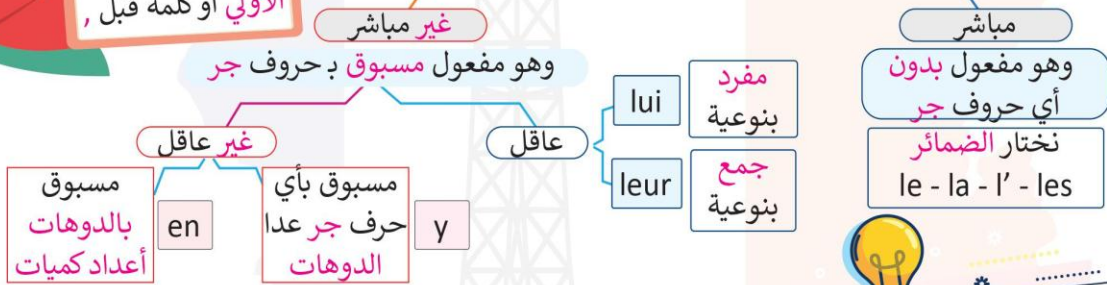 الأولي أو كلمة قبل ,
مباشر
وهو مفعول بدون
أي حروف جر
نختار الضمائر
le - la - l’ - les
غير مباشر
وهو مفعول مسبوق بـ حروف جر
عاقل
مفرد
بنوعية
lui
جمع
بنوعية
leur
غير عاقل
مسبوق بأي
حرف جر عدا
الدوهات
y
مسبوق
بالدوهات
أعداد كميات
en